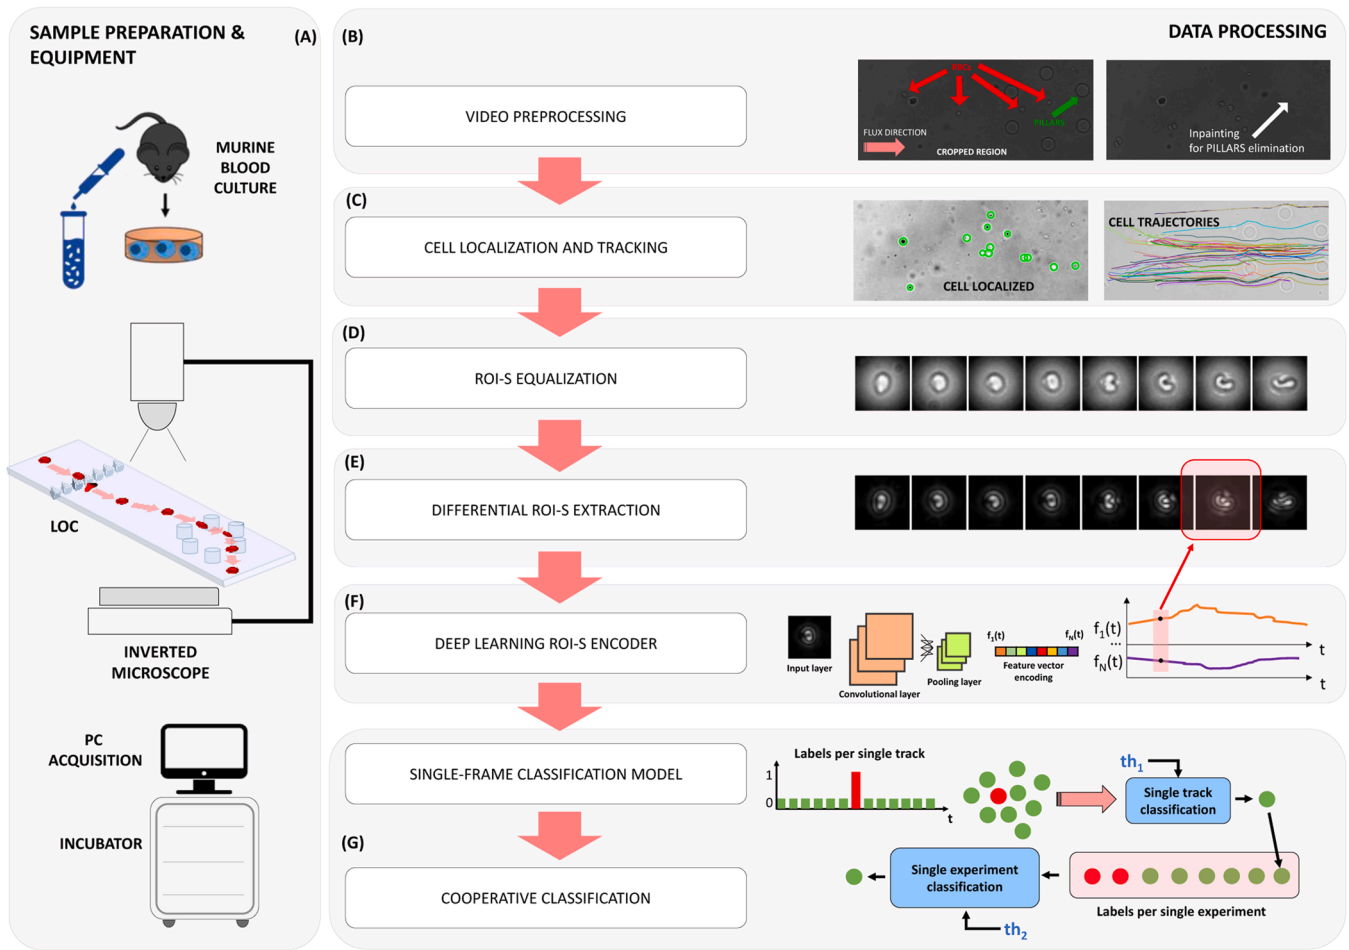 SAMPLE PREPARATION &
EQUIPMENT
(A)
MURINE
BLOOD
CULTURE
LOC
INVERTED
MICROSCOPE
PC
ACQUISITION
INCUBATOR
(B)
DATA PROCESSING
VIDEO PREPROCESSING
RBCs
PILLARS
FLUX DIRECTION
CROPPED REGION
Inpainting
for PILLARS elimination
(C)
CELL LOCALIZATION AND TRACKING
CELL LOCALIZED
CELL TRAJECTORIES
(D)
ROI-S EQUALIZATION
(E)
DIFFERENTIAL ROI-S EXTRACTION
(F)
DEEP LEARNING ROI-S ENCODER
Input layer
Convolutional layer
Pooling layer
f1(t)
fN(t)
Feature vector
encoding
f1(t)
...
fN(t)
t
t
SINGLE-FRAME CLASSIFICATION MODEL
Labels per single track
1
0
t
th1
Single track
classification
(G)
COOPERATIVE CLASSIFICATION
Single experiment
classification
th2
Labels per single experiment